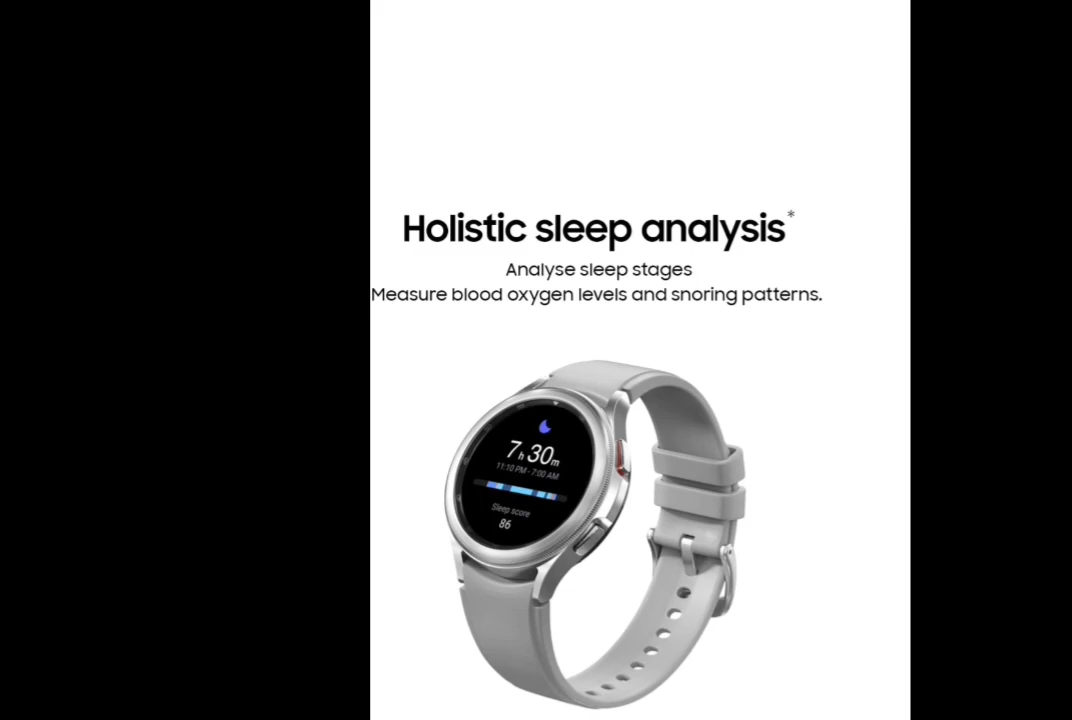 Holistic sleep analysis*
Analyse sleep stages
Measure blood oxygen levels and snoring patterns.
7h 30m
11:10 PM - 7:00 AM
Sleep score
86